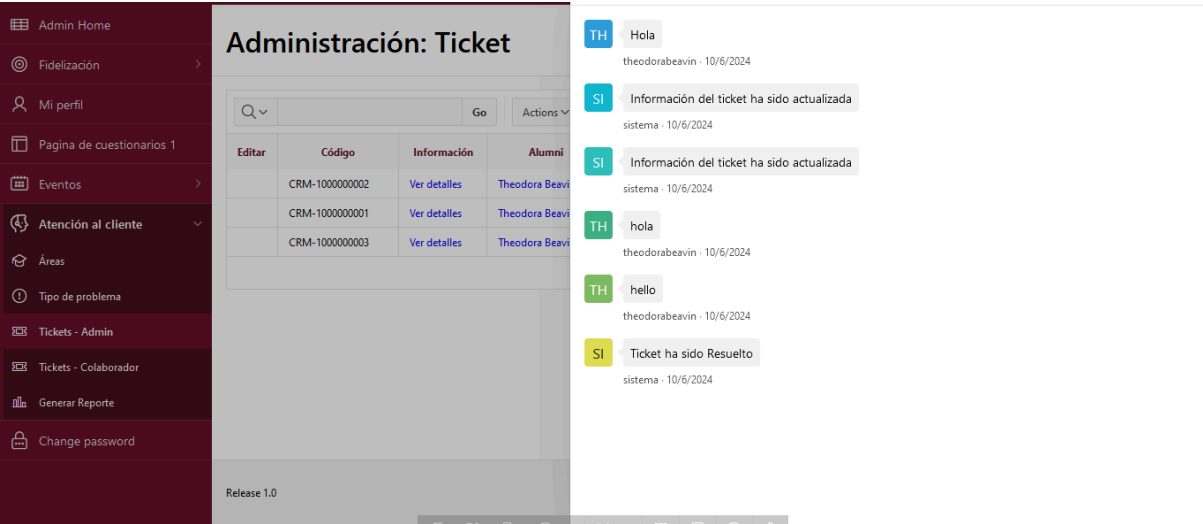 Admin Home
Fidelización
Mi perfil
Pagina de cuestionarios 1
Eventos
Atención al cliente
Áreas
Tipo de problema
Tickets - Admin
Tickets - Colaborador
Generar Reporte
Change password
Administración: Ticket
Go
Actions
Editar Código Información Alumni
CRM-1000000002 Ver detalles Theodora
CRM-1000000001 Ver detalles Theodora
CRM-1000000003 Ver detalles Theodora
Release 1.0
TH Hola
theodorabeavin · 10/6/2024
SI Información del ticket ha sido actualizada
sistema · 10/6/2024
SI Información del ticket ha sido actualizada
sistema · 10/6/2024
TH hola
theodorabeavin · 10/6/2024
TH hello
theodorabeavin · 10/6/2024
SI Ticket ha sido Resuelto
sistema · 10/6/2024